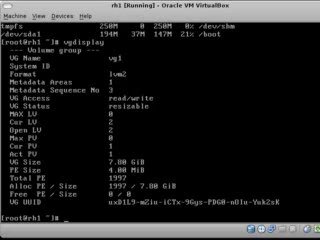 rh1 [Running] - Oracle VM VirtualBox
Machine View Devices Help
tmpfs 250M 0 250M 0% /dev/shm
/dev/sda1 194M 37M 147M 21% /boot
[root@rh1 ~]# vgdisplay
--- Volume group ---
VG Name vg1
System ID
Format lvm2
Metadata Areas 1
Metadata Sequence No 3
VG Access read/write
VG Status resizable
MAX LV 0
Cur LV 2
Open LV 2
Max PV 0
Cur PV 1
Act PV 1
VG Size 7.80 GiB
PE Size 4.00 MiB
Total PE 1997
Alloc PE / Size 1997 / 7.80 GiB
Free PE / Size 0 / 0
VG UUID
[root@rh1 ~]# _